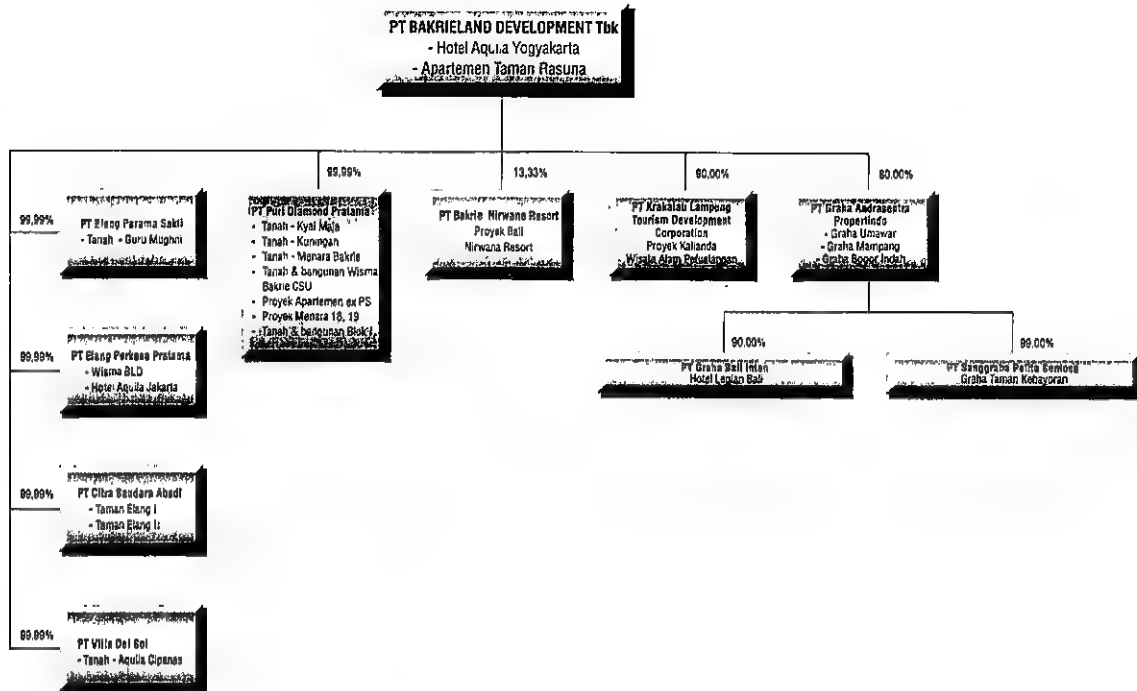 PT BAKRIELAND DEVELOPMENT Tbk
- Hotel Aquila Yogyakarta
- Apartemen Taman Rasuna
99,99%
13,33%
60,00%
60,00%
99,99%
PT Elang Parama Sakti
- Tanah - Guru Mughni
PT Puri Diamond Pratama
- Tanah - Kyai Maja
- Tanah - Kuningan
- Tanah - Menara Bakrie
- Tanah & bangunan Wisma
Bakrie CSU
- Proyek Apartemen ex PS
- Proyek Menara 18, 19
- Tanah & bangunan Blok
PT Bakrie Nirwana Resort
Proyek Bali
Nirwana Resort
PT Krakatau Lampung
Tourism Development
Corporation
Proyek Kalianda
Wisata Alam Petualangan
PT Graha Andrasentra
Propertindo
- Graha Umawar
- Graha Mampang
- Graha Bogor Indah
99,99%
PT Elang Perkasa Pratama
- Wisma BLD
- Hotel Aquila Jakarta
90,00%
99,00%
PT Graha Bali Intan
Hotel Legian Bali
PT Sanggraha Pelita Sentosa
Graha Taman Kebayoran
99,99%
PT Citra Saudara Abadi
- Taman Elang I
- Taman Elang II
99,99%
PT Villa Del Sol
- Tanah - Aquila Cipanas